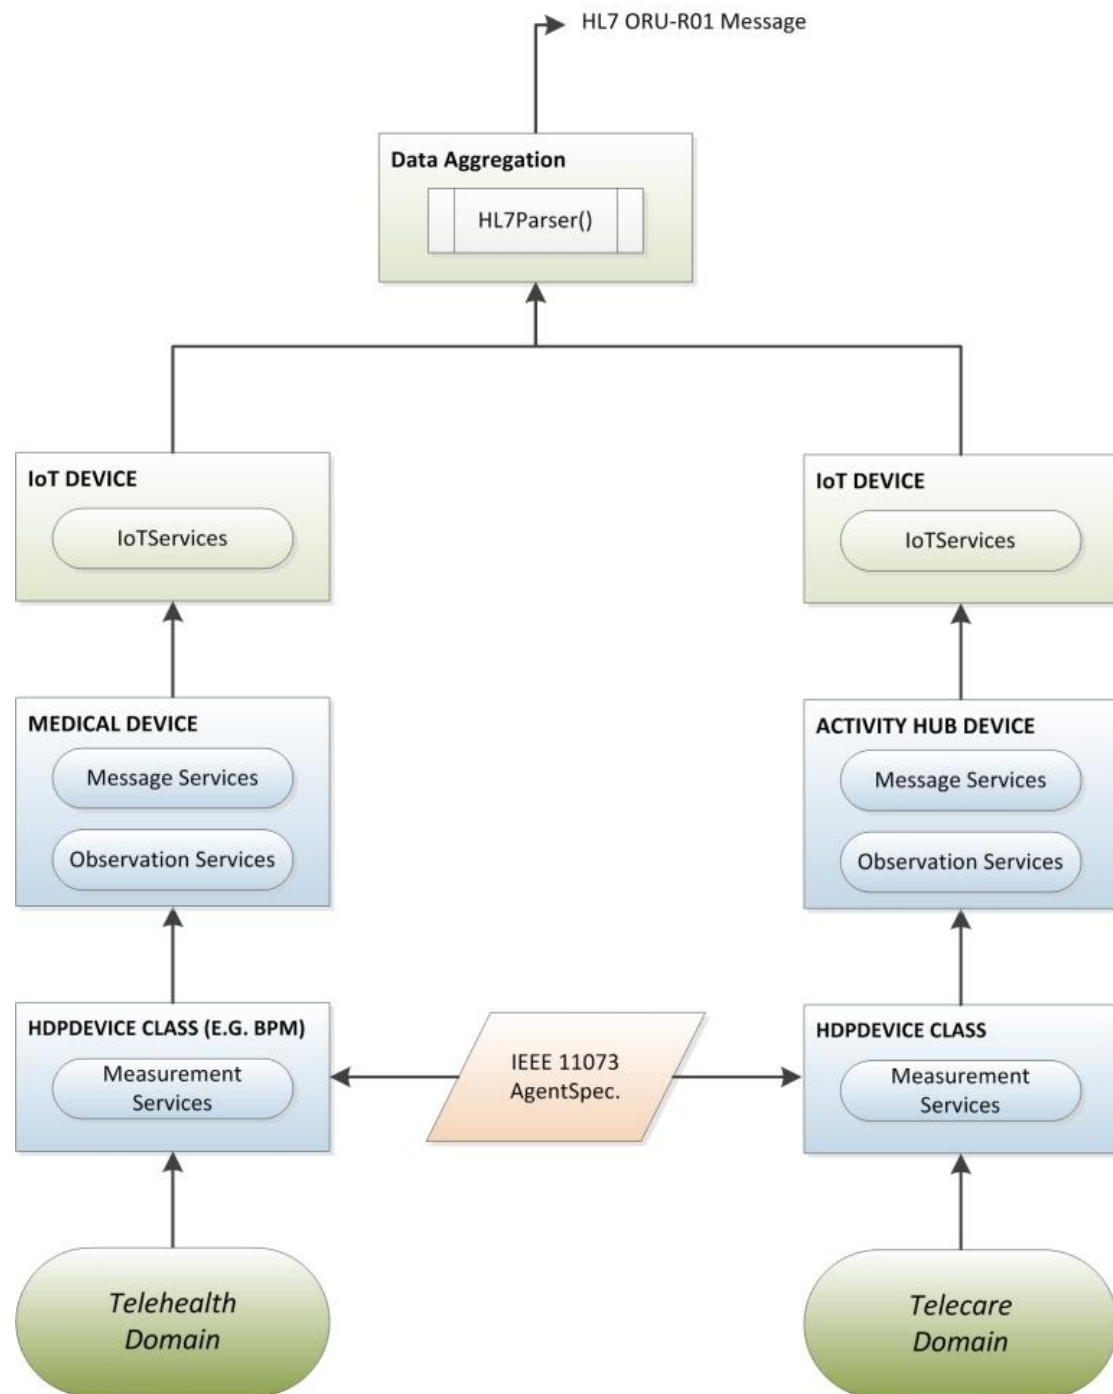 HL7 ORU-R01 Message
Data Aggregation
HL7Parser()
IoT DEVICE
IoTServices
IoT DEVICE
IoTServices
MEDICAL DEVICE
Message Services
Observation Services
ACTIVITY HUB DEVICE
Message Services
Observation Services
HDPDEVICE CLASS (E.G. BPM)
Measurement
Services
IEEE 11073
AgentSpec.
HDPDEVICE CLASS
Measurement
Services
Telehealth
Domain
Telecare
Domain